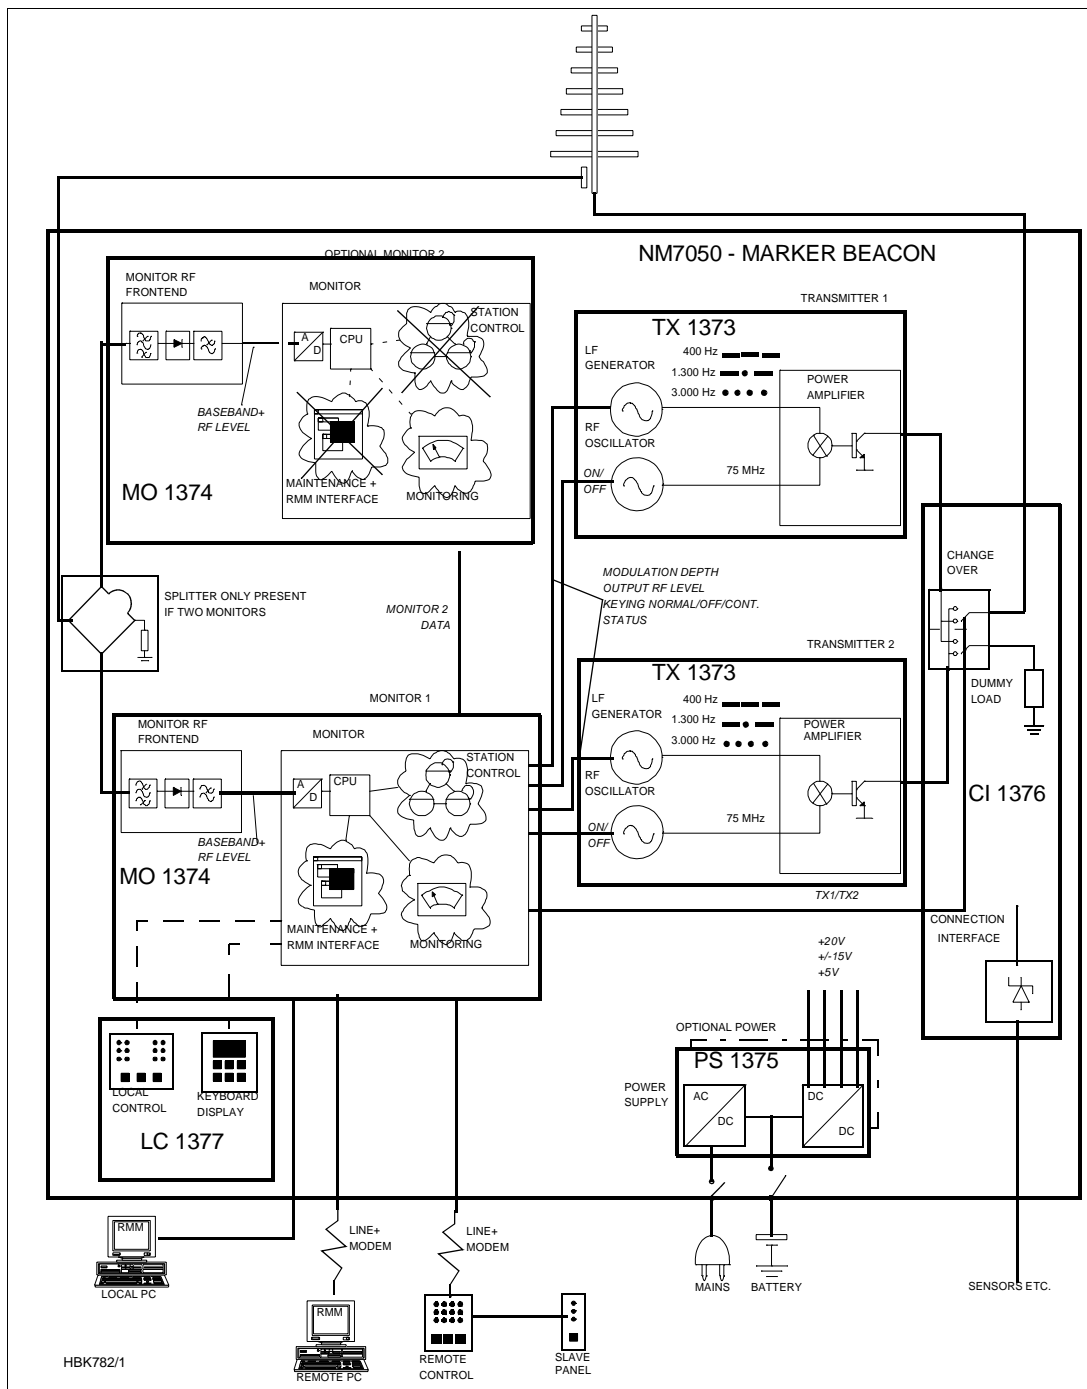 NM7050 - MARKER BEACON
OPTIONAL MONITOR 2
MONITOR RF
FRONTEND
MONITOR
STATION
CONTROL
A
D
CPU
BASEBAND+
RF LEVEL
MO 1374
MAINTENANCE +
RMM INTERFACE
MONITORING
TRANSMITTER 1
TX 1373
LF
GENERATOR
400 Hz
1.300 Hz
3.000 Hz
POWER
AMPLIFIER
RF
OSCILLATOR
ON/
OFF
75 MHz
CHANGE
OVER
SPLITTER ONLY PRESENT
IF TWO MONITORS
MONITOR 2
DATA
MODULATION DEPTH
OUTPUT RF LEVEL
KEYING NORMAL/OFF/CONT.
STATUS
TRANSMITTER 2
TX 1373
LF
GENERATOR
400 Hz
1.300 Hz
3.000 Hz
POWER
AMPLIFIER
RF
OSCILLATOR
ON/
OFF
75 MHz
TX1/TX2
DUMMY
LOAD
CI 1376
MONITOR 1
MONITOR RF
FRONTEND
MONITOR
STATION
CONTROL
A
D
CPU
BASEBAND+
RF LEVEL
MO 1374
MAINTENANCE +
RMM INTERFACE
MONITORING
CONNECTION
INTERFACE
+20V
+/-15V
+5V
OPTIONAL POWER
PS 1375
POWER
SUPPLY
AC
DC
DC
DC
LOCAL
CONTROL
KEYBOARD
DISPLAY
LC 1377
RMM
LOCAL PC
LINE+
MODEM
LINE+
MODEM
MAINS
BATTERY
SENSORS ETC.
RMM
REMOTE PC
REMOTE
CONTROL
SLAVE
PANEL
HBK782/1